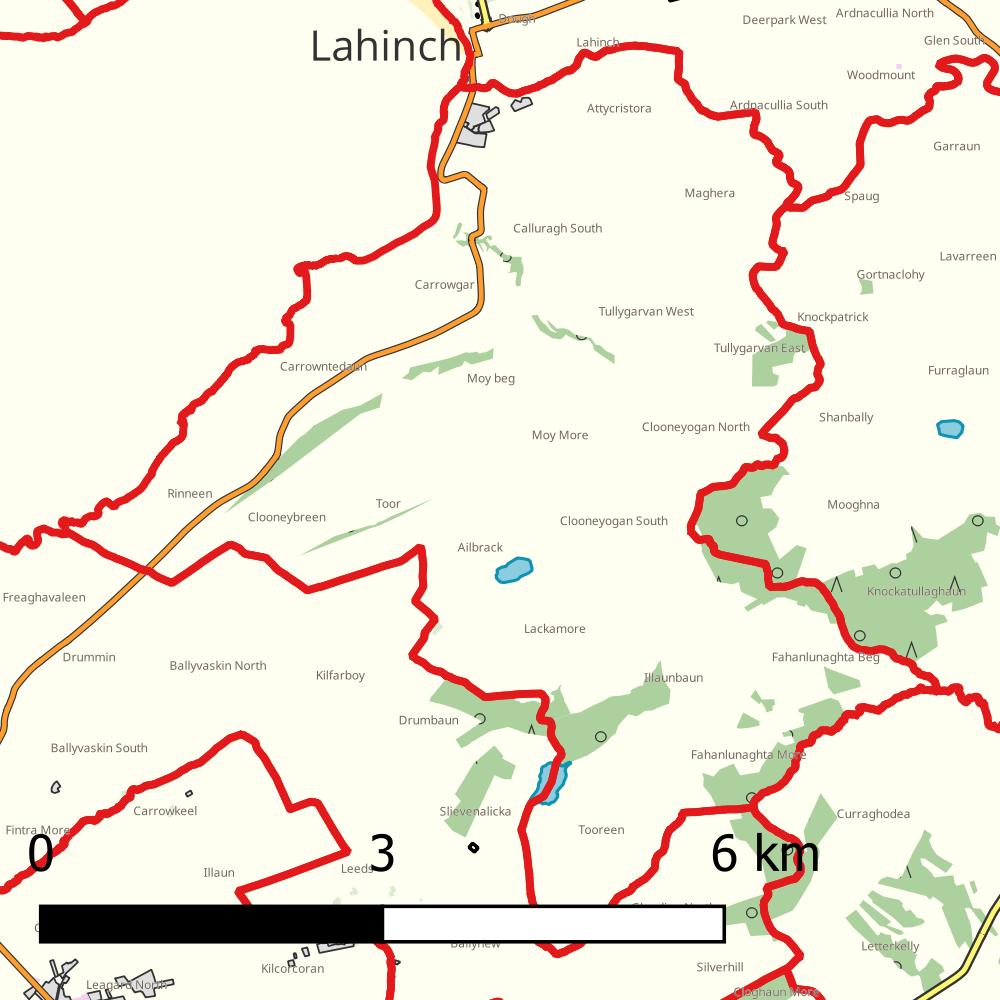 Ardnacullia North
Deerpark West
Dough
Glen South
Lahinch
Lahinch
Woodmount
Ardnacullia South
Attycristora
Garraun
Maghera
Spaug
Calluragh South
Lavarreen
Gortnaclohy
Carrowgar
Tullygarvan West
Knockpatrick
Tullygarvan East
Carrowntedaun
Furraglaun
Moy beg
Shanbally
Clooneyogan North
Moy More
Rinneen
Toor
Mooghna
Clooneybreen
Clooneyogan South
Ailbrack
Knockatullaghaun
Freaghavaleen
Lackamore
Drummin
Fahanlunaghta Beg
Ballyvaskin North
Kilfarboy
Illaunbaun
Drumbaun
Ballyvaskin South
Fahanlunaghta More
Carrowkeel
Slievenalicka
Curraghodea
Fintra More
Tooreen
0 3 6 km
Illaun
Leeds
Ballynew
Letterkelly
Kilcorcoran
Silverhill
Leagard North
Cloghaun More